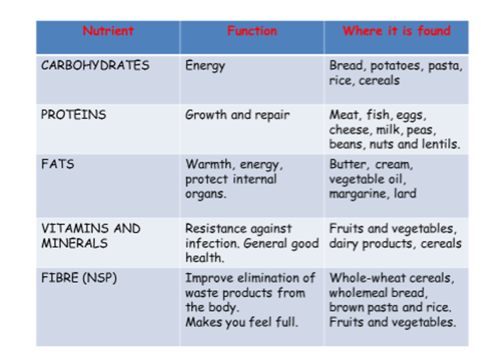 Nutrient Function Where it is found
CARBOHYDRATES Energy Bread, potatoes, pasta,
rice, cereals
PROTEINS Growth and repair Meat, fish, eggs,
cheese, milk, peas,
beans, nuts and lentils.
FATS Warmth, energy, Butter, cream,
protect internal vegetable oil,
organs. margarine, lard
VITAMINS AND Resistance against Fruits and vegetables,
MINERALS infection. General good dairy products, cereals
health.
FIBRE (NSP) Improve elimination of Whole-wheat cereals,
waste products from wholemeal bread,
the body. brown pasta and rice.
Makes you feel full. Fruits and vegetables.